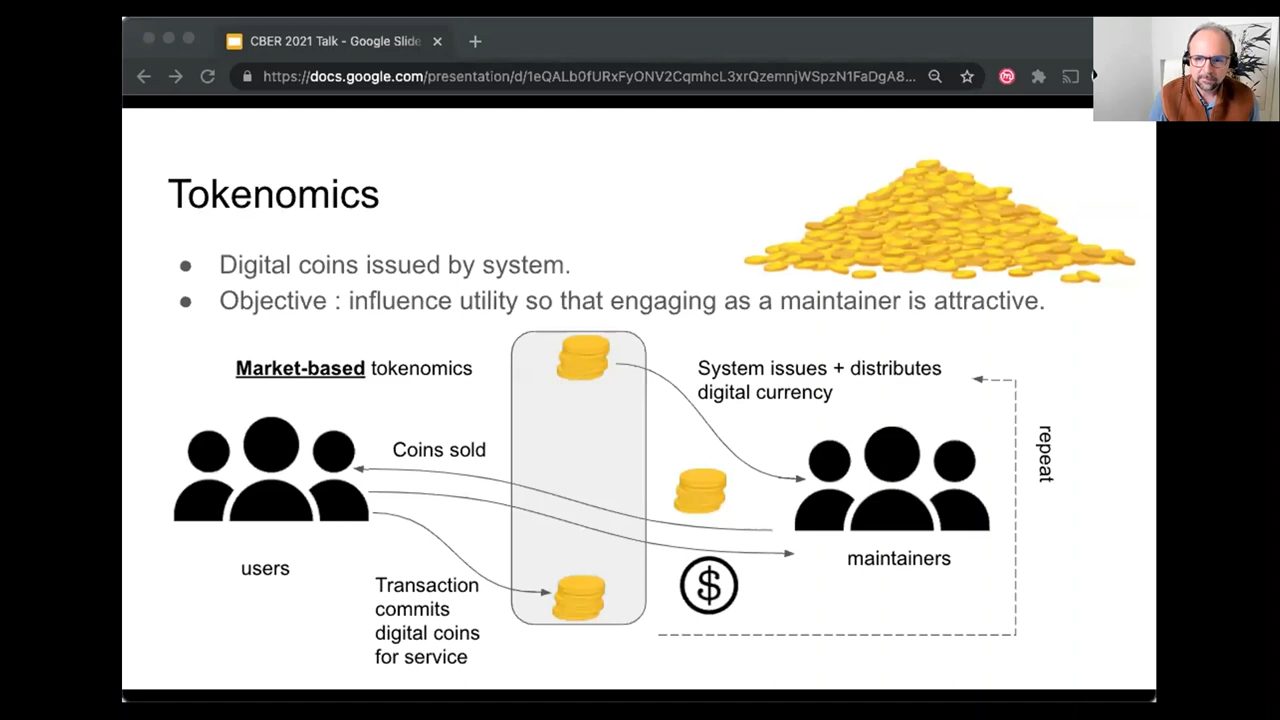 CBER 2021 Talk - Google Slide
https://docs.google.com/presentation/d/1eQALb0fURxFyONV2CqmhcL3xrQzemnjWSpzN1FaDgA8...
Tokenomics
● Digital coins issued by system.
● Objective : influence utility so that engaging as a maintainer is attractive.
Market-based tokenomics
System issues + distributes
digital currency
Coins sold
repeat
users
maintainers
$
Transaction
commits
digital coins
for service